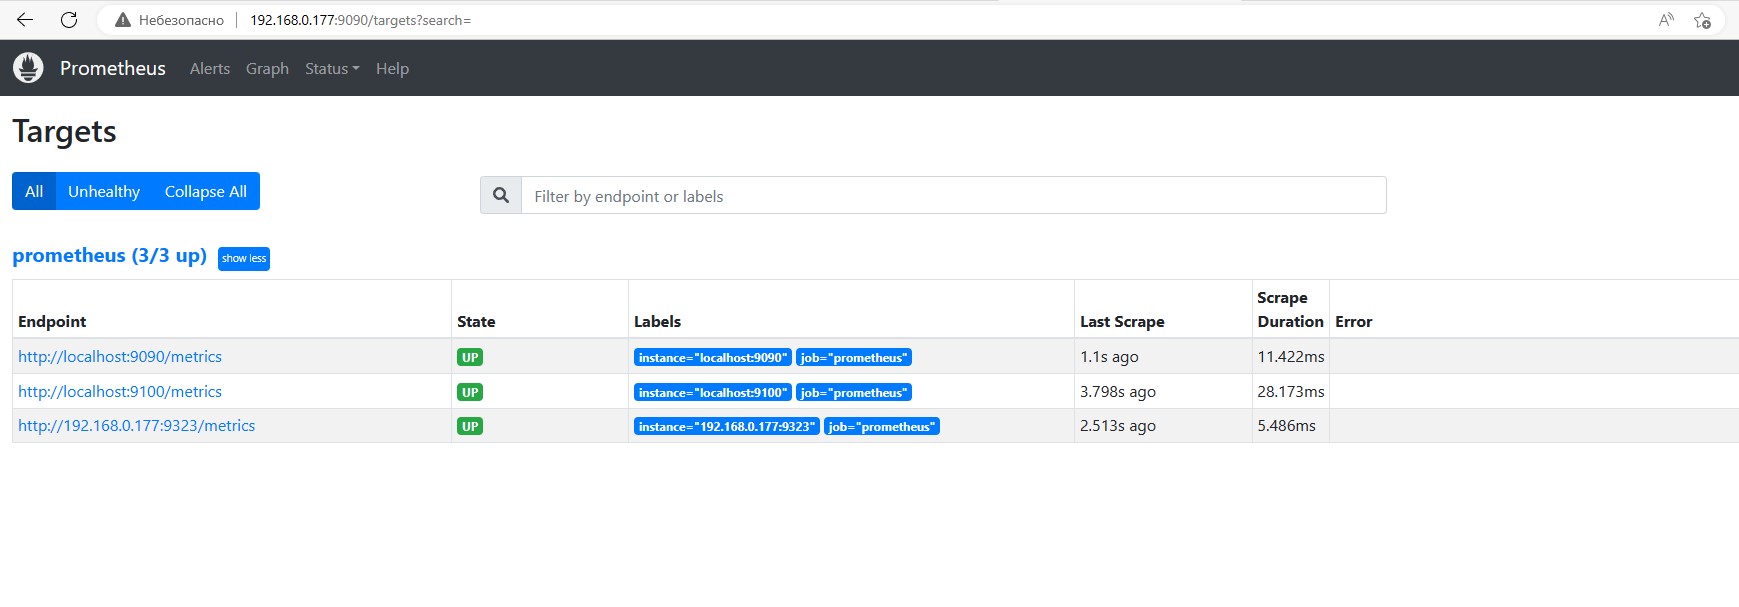 Небезопасно 192.168.0.177:9090/targets?search=
Prometheus Alerts Graph Status Help
Targets
All Unhealthy Collapse All Filter by endpoint or labels
prometheus (3/3 up) show less
Endpoint State Labels Last Scrape Scrape Duration Error
http://localhost:9090/metrics UP instance="localhost:9090" job="prometheus" 1.1s ago 11.422ms
http://localhost:9100/metrics UP instance="localhost:9100" job="prometheus" 3.798s ago 28.173ms
http://192.168.0.177:9323/metrics UP instance="192.168.0.177:9323" job="prometheus" 2.513s ago 5.486ms